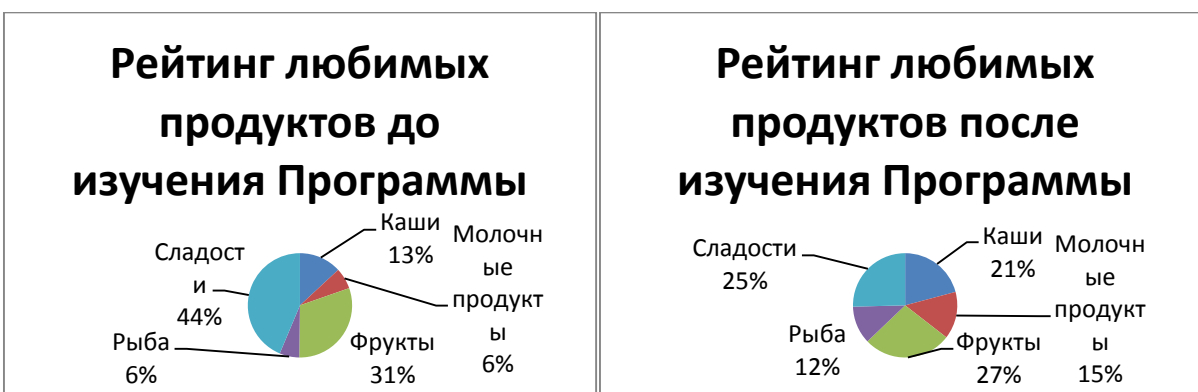 Рейтинг любимых
продуктов до
изучения Программы
Каши
13%
Молочн
ые
продукт
ы
6%
Фрукты
31%
Рыба
6%
Сладост
и
44%
Рейтинг любимых
продуктов после
изучения Программы
Каши
21%
Молочн
ые
продукт
ы
15%
Фрукты
27%
Рыба
12%
Сладости
25%